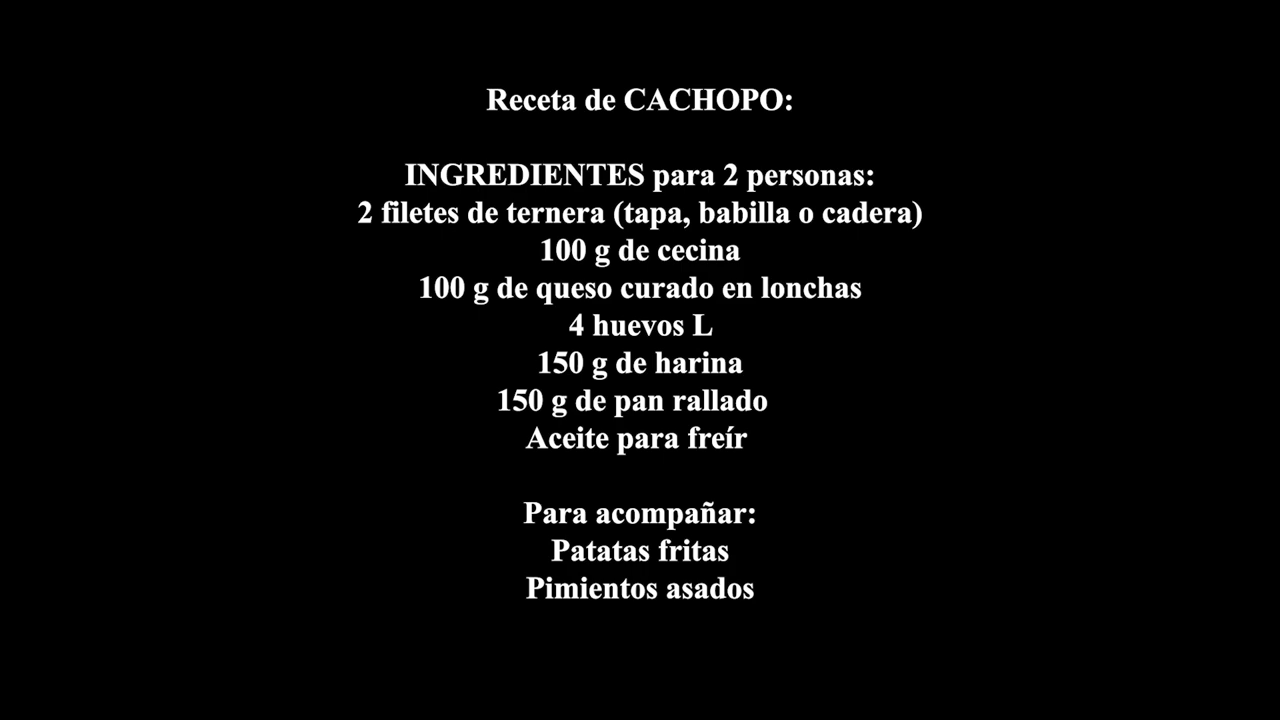 Receta de CACHOPO:
INGREDIENTES para 2 personas:
2 filetes de ternera (tapa, babilla o cadera)
100 g de cecina
100 g de queso curado en lonchas
4 huevos L
150 g de harina
150 g de pan rallado
Aceite para freír
Para acompañar:
Patatas fritas
Pimientos asados